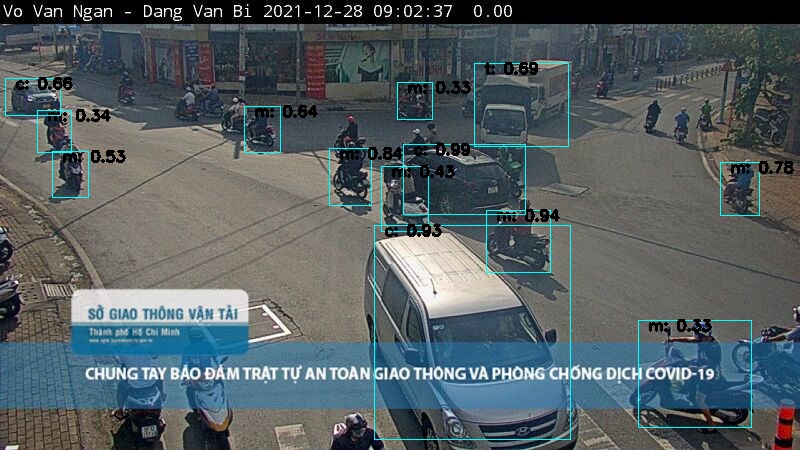 Vo Van Ngan - Dang Van Bi 2021-12-28 09:02:37 0.00
c: 0.66
t: 0.69
m: 0.33
m: 0.34
m: 0.64
m: 0.53
m: 0.84
c: 0.99
m: 0.43
m: 0.78
m: 0.94
c: 0.93
SỞ GIAO THÔNG VẬN TẢI
Thành phố Hồ Chí Minh
m: 0.33
CHUNG TAY BẢO ĐẢM TRẬT TỰ AN TOÀN GIAO THÔNG VÀ PHÒNG CHỐNG DỊCH COVID-19